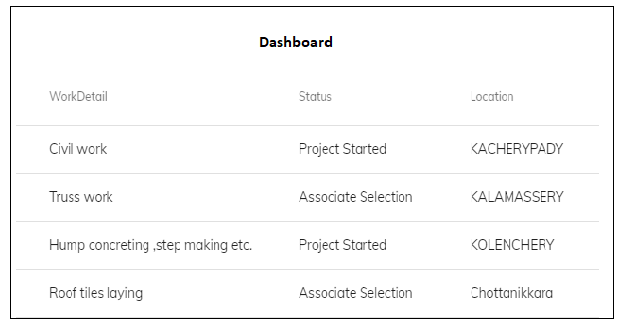 Dashboard
WorkDetail Status Location
Civil work Project Started KACHERYPADY
Truss work Associate Selection KALAMASSERY
Hump concreting ,step making etc. Project Started KOLENCHERY
Roof tiles laying Associate Selection Chottanikkara